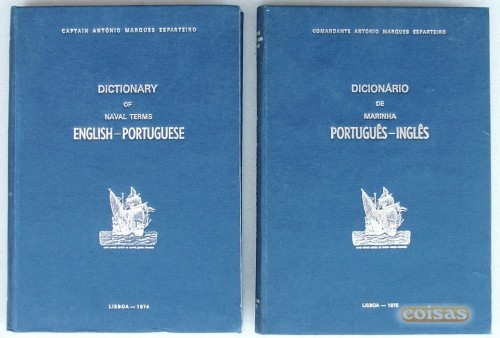 CAPTAIN ANTÓNIO MARQUES ESPARTEIRO
DICTIONARY
OF
NAVAL TERMS
ENGLISH—PORTUGUESE
LISBOA — 1974
COMANDANTE ANTÓNIO MARQUES ESPARTEIRO
DICIONÁRIO
DE
MARINHA
PORTUGUÊS—INGLÊS
LISBOA — 1975
coisas